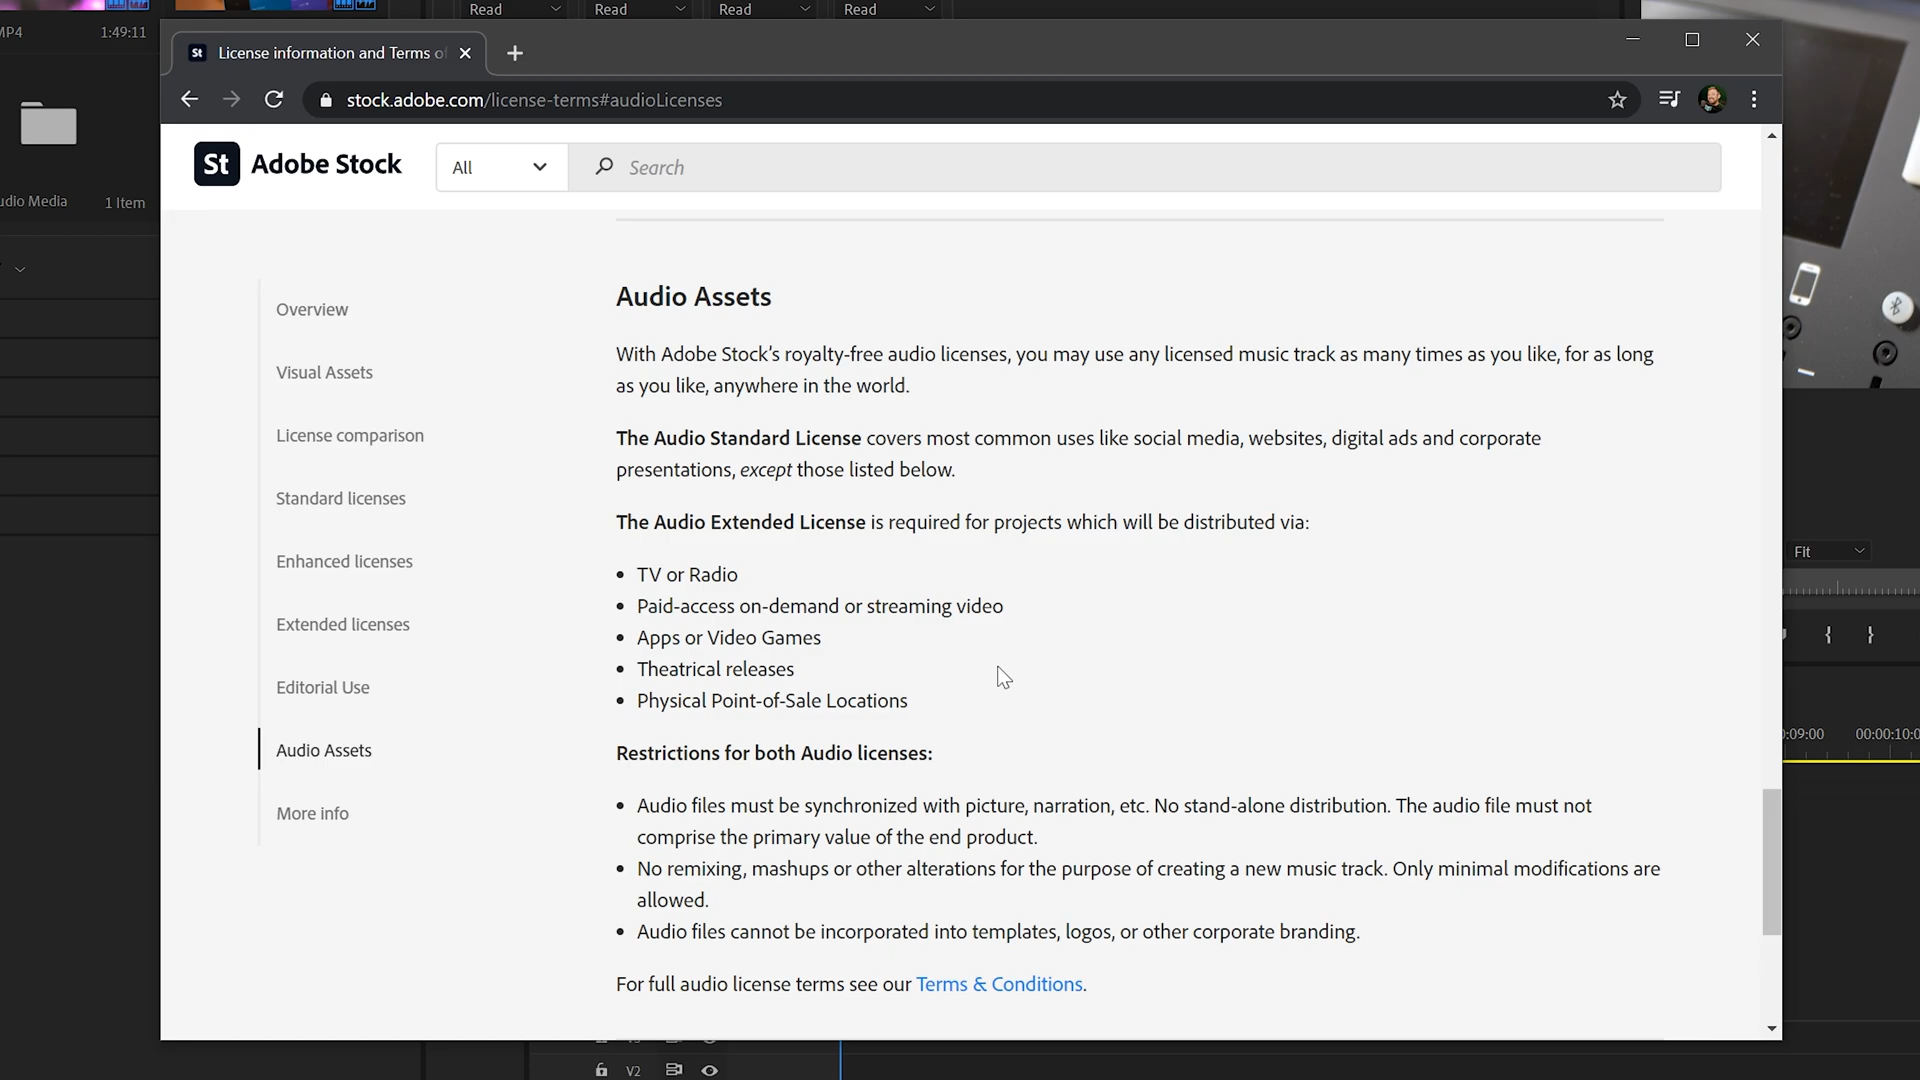 Read
Read
Read
Read
MP4
1:49:11
License information and Terms of
stock.adobe.com/license-terms#audioLicenses
St Adobe Stock
All
Search
1 Item
Overview
Visual Assets
License comparison
Standard licenses
Enhanced licenses
Extended licenses
Editorial Use
Audio Assets
More info
Audio Assets
With Adobe Stock’s royalty-free audio licenses, you may use any licensed music track as many times as you like, for as long
as you like, anywhere in the world.
The Audio Standard License covers most common uses like social media, websites, digital ads and corporate
presentations, except those listed below.
The Audio Extended License is required for projects which will be distributed via:
• TV or Radio
• Paid-access on-demand or streaming video
• Apps or Video Games
• Theatrical releases
• Physical Point-of-Sale Locations
Restrictions for both Audio licenses:
• Audio files must be synchronized with picture, narration, etc. No stand-alone distribution. The audio file must not
comprise the primary value of the end product.
• No remixing, mashups or other alterations for the purpose of creating a new music track. Only minimal modifications are
allowed.
• Audio files cannot be incorporated into templates, logos, or other corporate branding.
For full audio license terms see our Terms & Conditions.
Fit
:09:00
00:00:10:0
V2